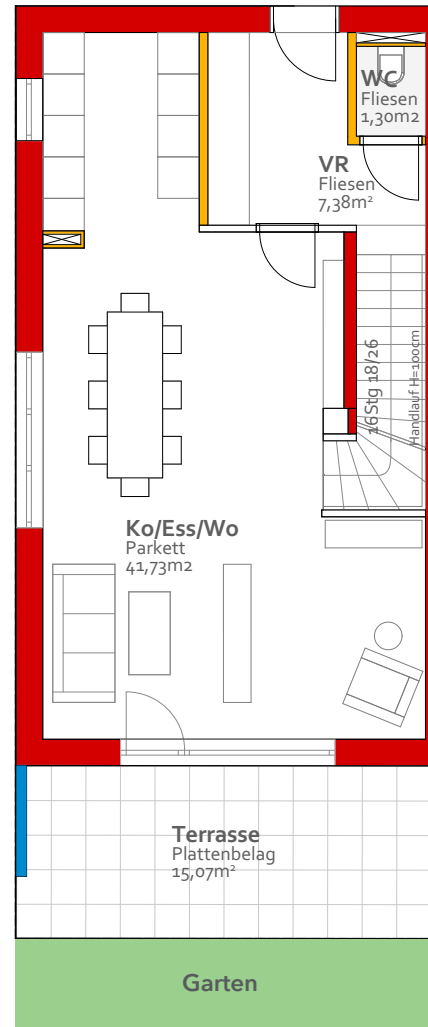 WC
Fliesen
1,30m2
VR
Fliesen
7,38m²
16Stg 18/26
Handlauf H=100cm
Ko/Ess/Wo
Parkett
41,73m2
Terrasse
Plattenbelag
15,07m²
Garten